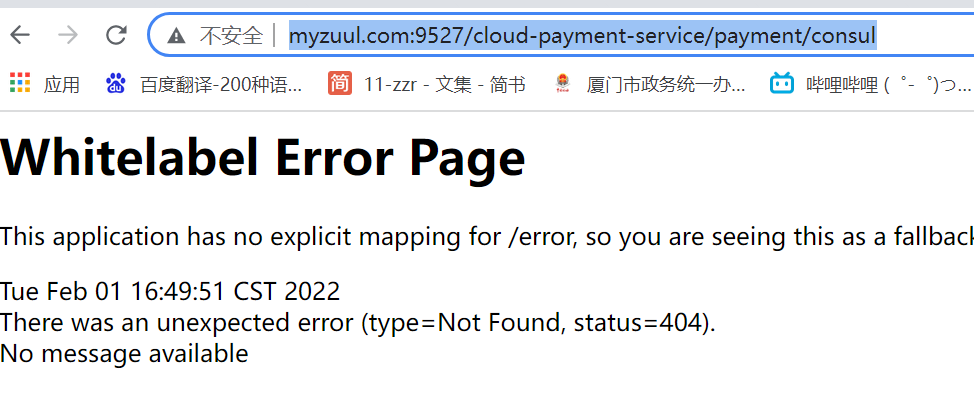 不安全 | myzuul.com:9527/cloud-payment-service/payment/consul
应用 百度翻译-200种语... 简 11-zzr - 文集 - 简书 厦门市政务统一办... 哔哩哔哩 (゜-゜)つ...
Whitelabel Error Page
This application has no explicit mapping for /error, so you are seeing this as a fallback
Tue Feb 01 16:49:51 CST 2022
There was an unexpected error (type=Not Found, status=404).
No message available